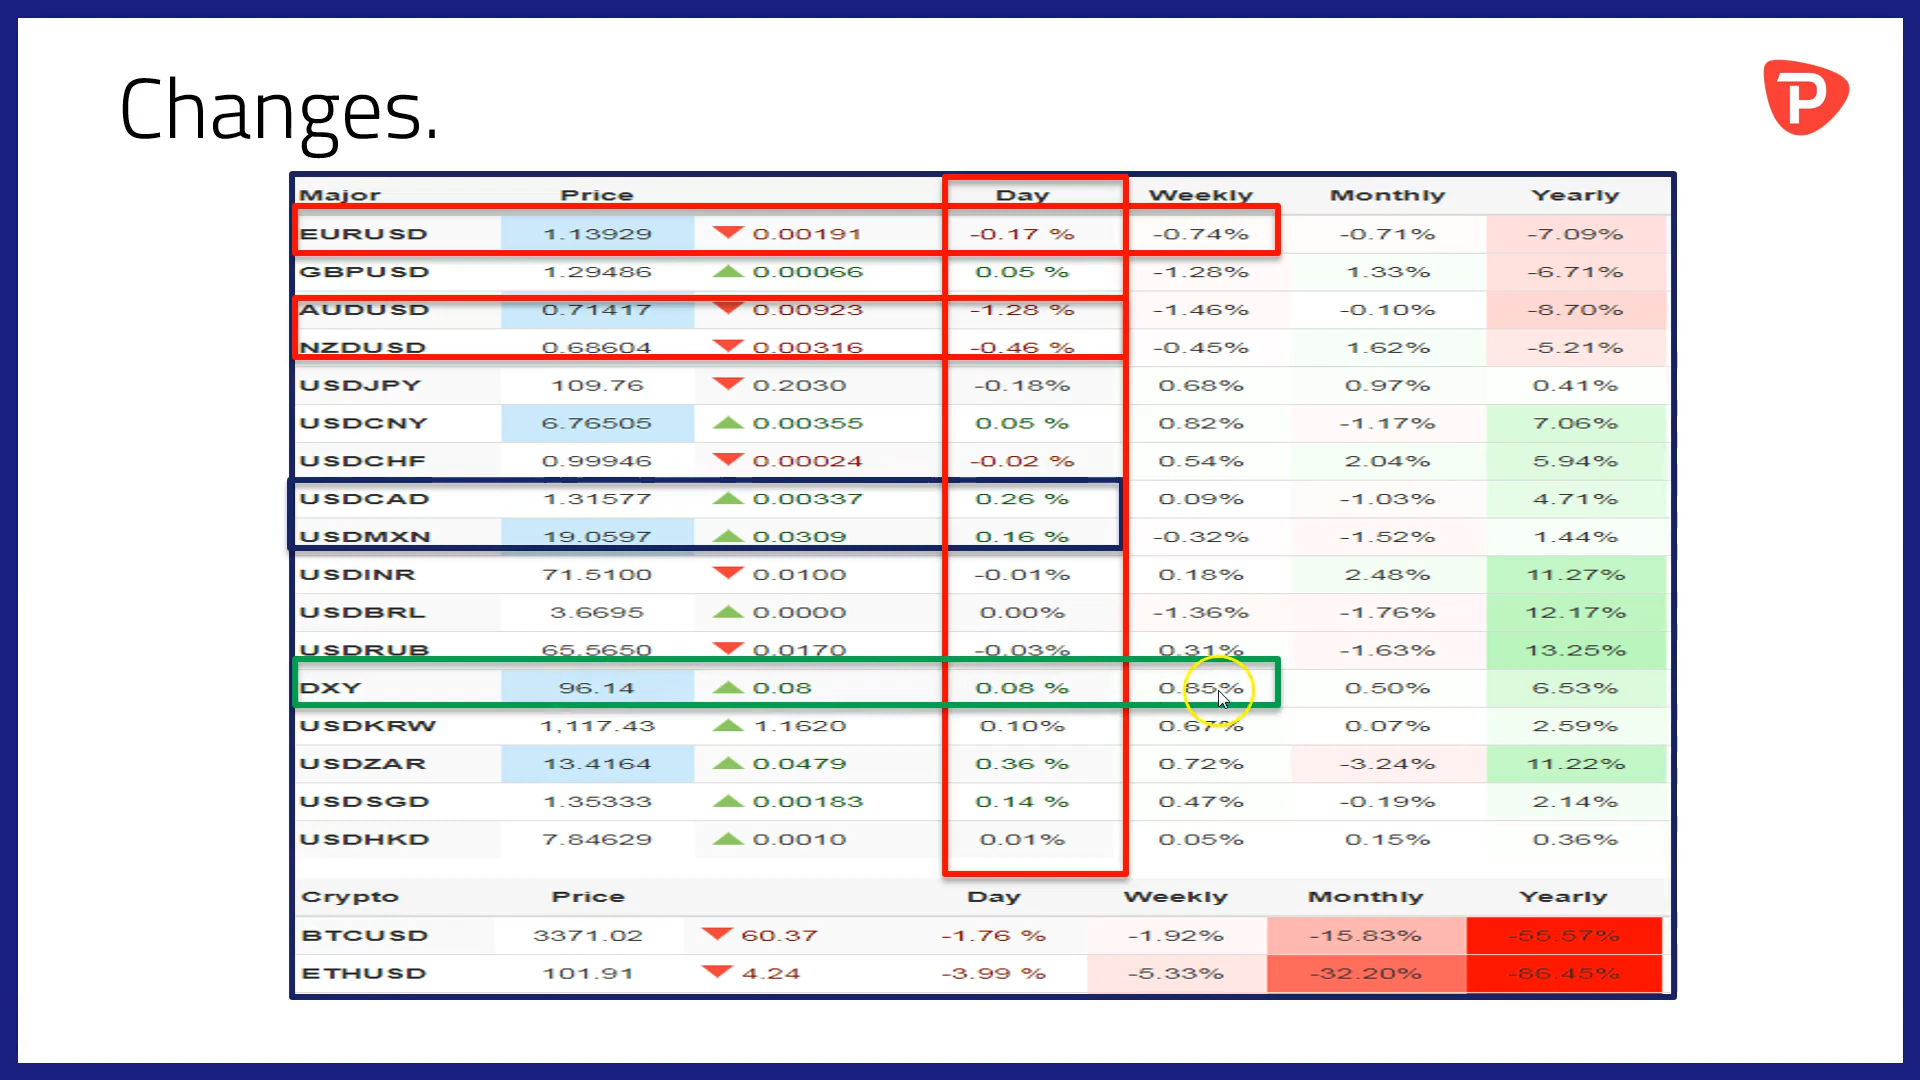 Changes.
P
Major Price Day Weekly Monthly Yearly
EURUSD 1.13929 0.00191 -0.17 % -0.74% -0.71% -7.09%
GBPUSD 1.29486 0.00066 0.05 % -1.28% 1.33% -6.71%
AUDUSD 0.71417 0.00923 -1.28 % -1.46% -0.10% -8.70%
NZDUSD 0.68604 0.00316 -0.46 % -0.45% 1.62% -5.21%
USDJPY 109.76 0.2030 -0.18% 0.68% 0.97% 0.41%
USDCNY 6.76505 0.00355 0.05 % 0.82% -1.17% 7.06%
USDCHF 0.99946 0.00024 -0.02 % 0.54% 2.04% 5.94%
USDCAD 1.31577 0.00337 0.26 % 0.09% -1.03% 4.71%
USDMXN 19.0597 0.0309 0.16 % -0.32% -1.52% 1.44%
USDINR 71.5100 0.0100 -0.01% 0.18% 2.48% 11.27%
USDBRL 3.6695 0.0000 0.00% -1.36% -1.76% 12.17%
USDRUB 65.5650 0.0170 -0.03% 0.31% -1.63% 13.25%
DXY 96.14 0.08 0.08 % 0.85% 0.50% 6.53%
USDKRW 1,117.43 1.1620 0.10% 0.67% 0.07% 2.59%
USDZAR 13.4164 0.0479 0.36 % 0.72% -3.24% 11.22%
USDSGD 1.35333 0.00183 0.14 % 0.47% -0.19% 2.14%
USDHKD 7.84629 0.0010 0.01% 0.05% 0.15% 0.36%
Crypto Price Day Weekly Monthly Yearly
BTCUSD 3371.02 60.37 -1.76 % -1.92% -15.83% -55.57%
ETHUSD 101.91 4.24 -3.99 % -5.33% -32.20% -86.45%